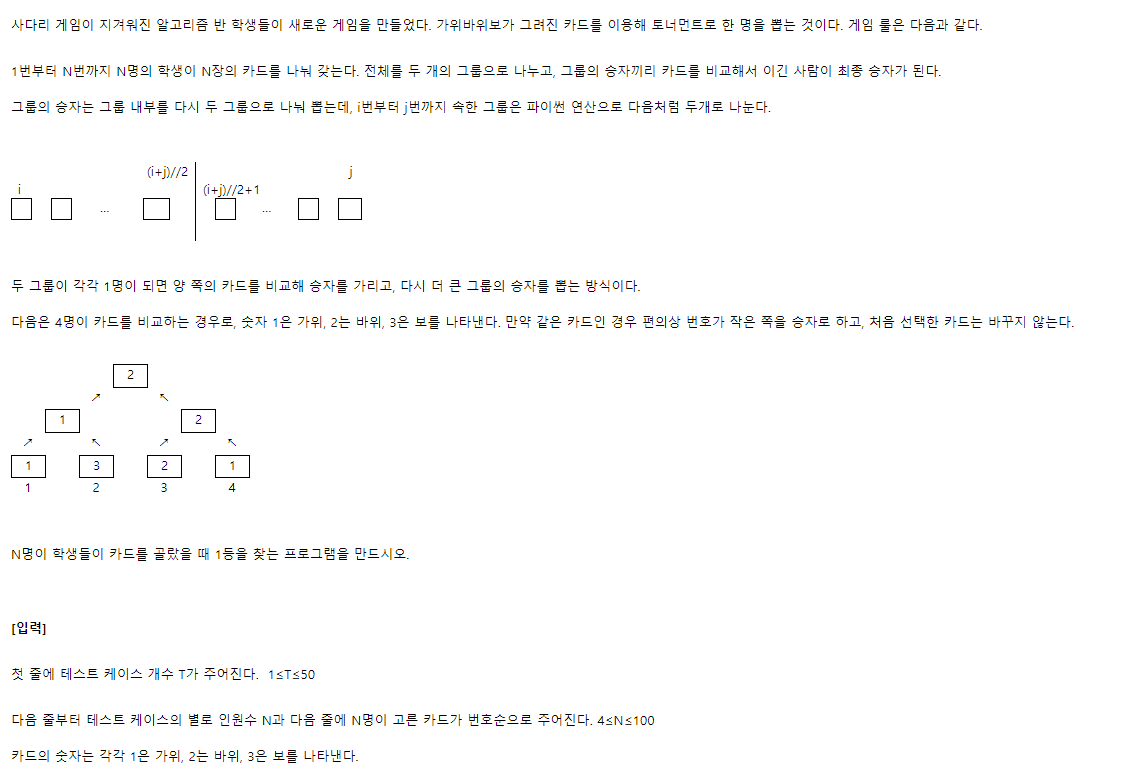 사다리 게임이 지겨워진 알고리즘 반 학생들이 새로운 게임을 만들었다. 가위바위보가 그려진 카드를 이용해 토너먼트로 한 명을 뽑는 것이다. 게임 룰은 다음과 같다.
1번부터 N번까지 N명의 학생이 N장의 카드를 나눠 갖는다. 전체를 두 개의 그룹으로 나누고, 그룹의 승자끼리 카드를 비교해서 이긴 사람이 최종 승자가 된다.
그룹의 승자는 그룹 내부를 다시 두 그룹으로 나눠 뽑는데, i번부터 j번까지 속한 그룹은 파이썬 연산으로 다음처럼 두개로 나눈다.
(i+j)//2 j
i (i+j)//2+1
... ...
두 그룹이 각각 1명이 되면 양 쪽의 카드를 비교해 승자를 가리고, 다시 더 큰 그룹의 승자를 뽑는 방식이다.
다음은 4명이 카드를 비교하는 경우로, 숫자 1은 가위, 2는 바위, 3은 보를 나타낸다. 만약 같은 카드인 경우 편의상 번호가 작은 쪽을 승자로 하고, 처음 선택한 카드는 바꾸지 않는다.
2
↗ ↖
1 2
↗ ↖ ↗ ↖
1 3 2 1
1 2 3 4
N명이 학생들이 카드를 골랐을 때 1등을 찾는 프로그램을 만드시오.
[입력]
첫 줄에 테스트 케이스 개수 T가 주어진다. 1≤T≤50
다음 줄부터 테스트 케이스의 별로 인원수 N과 다음 줄에 N명이 고른 카드가 번호순으로 주어진다. 4≤N≤100
카드의 숫자는 각각 1은 가위, 2는 바위, 3은 보를 나타낸다.